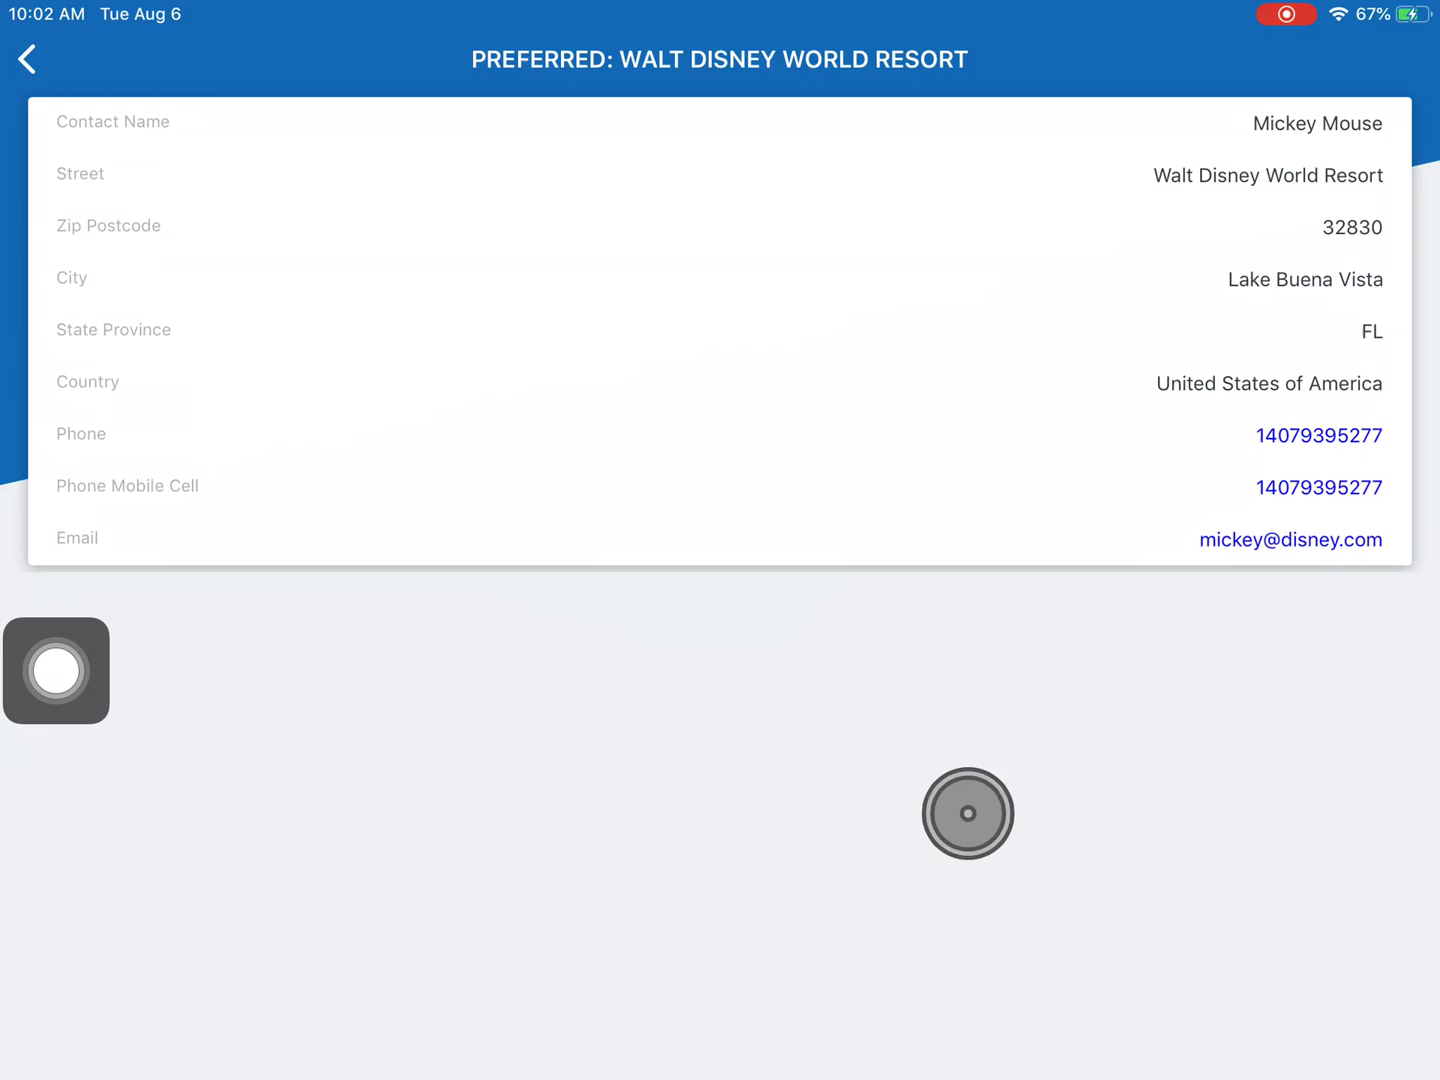 10:02 AM Tue Aug 6
67%
PREFERRED: WALT DISNEY WORLD RESORT
Contact Name Mickey Mouse
Street Walt Disney World Resort
Zip Postcode 32830
City Lake Buena Vista
State Province FL
Country United States of America
Phone 14079395277
Phone Mobile Cell 14079395277
Email mickey@disney.com